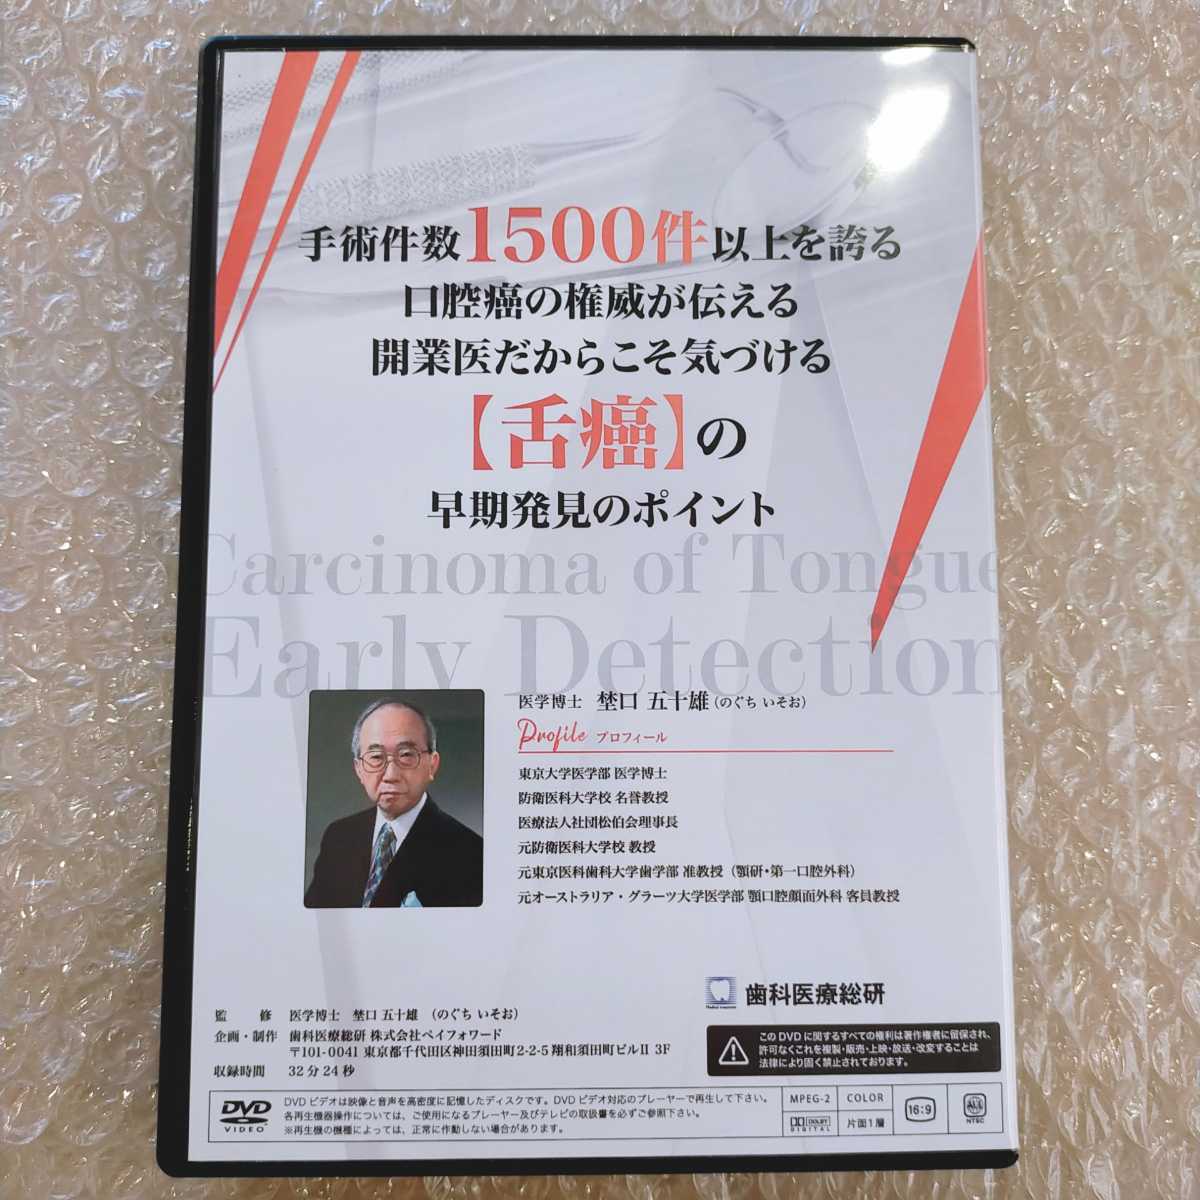 手術件数1500件以上を誇る
口腔癌の権威が伝える
開業医だからこそ気づける
【舌癌】の
早期発見のポイント
Carcinoma of Tongue
Early Detection
医学博士 埜口 五十雄(のぐち いそお)
Profile プロフィール
東京大学医学部 医学博士
防衛医科大学校 名誉教授
医療法人社団松伯会理事長
元防衛医科大学校 教授
元東京医科歯科大学歯学部 准教授(顎研・第一口腔外科)
元オーストラリア・グラーツ大学医学部 顎口腔顔面外科 客員教授
歯科医療総研
監 修 医学博士 埜口 五十雄 (のぐち いそお)
企画・制作 歯科医療総研 株式会社ペイフォワード
〒101-0041 東京都千代田区神田須田町2-2-5 翔和須田町ビルII 3F
収録時間 32分24秒
このDVDに関するすべての権利は著作権者に留保され、
許可なくこれを複製・販売・上映・放送・改変することは
法律により固く禁止されております。
DVD VIDEO
DVDビデオは映像と音声を高密度に記憶したディスクです。DVDビデオ対応のプレーヤーで再生して下さい。
各再生機器操作については、ご使用になるプレーヤー及びテレビの取扱書を必ずご参照下さい。
※再生機の機種によっては、正常に作動しない場合があります。
MPEG-2
COLOR
DOLBY DIGITAL
片面1層
16:9
ALL
NTSC